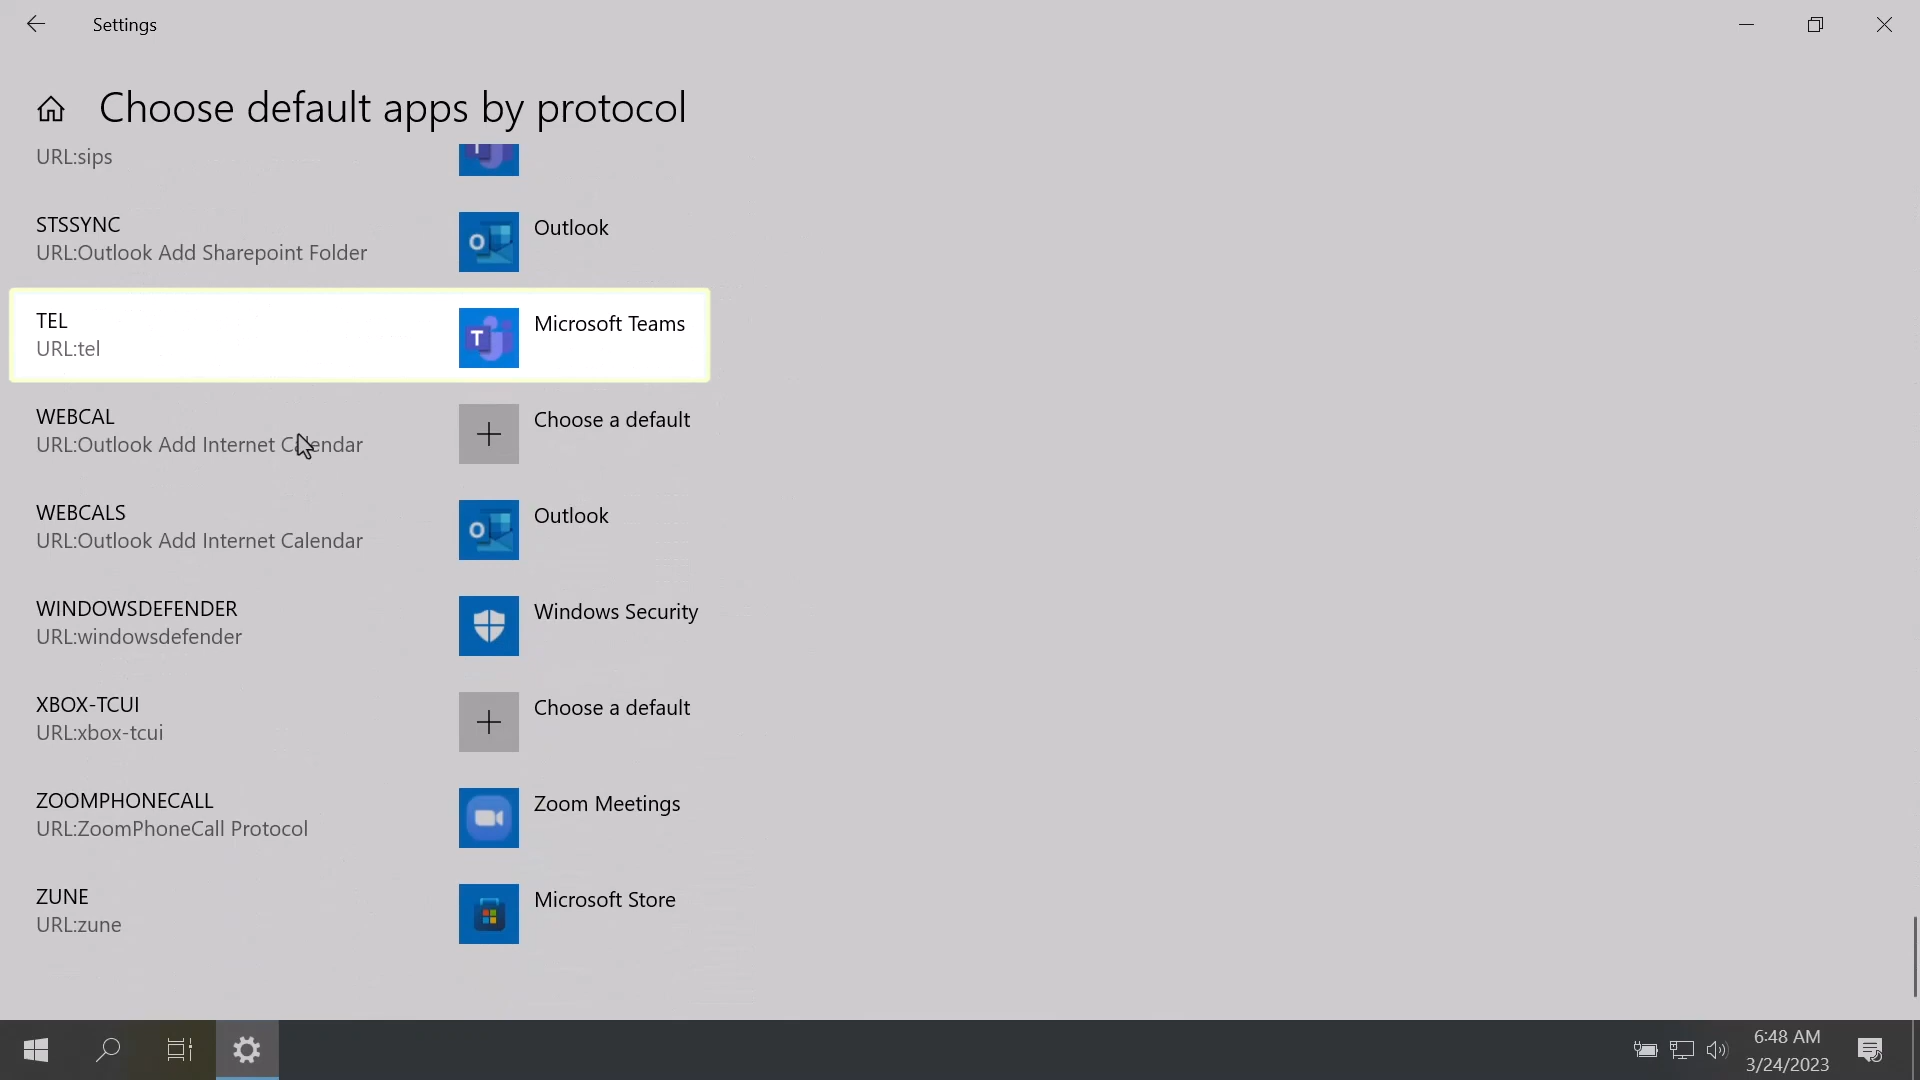 Settings
Choose default apps by protocol
URL:sips
STSSYNC
URL:Outlook Add Sharepoint Folder
Outlook
TEL
URL:tel
Microsoft Teams
WEBCAL
URL:Outlook Add Internet Calendar
Choose a default
WEBCALS
URL:Outlook Add Internet Calendar
Outlook
WINDOWSDEFENDER
URL:windowsdefender
Windows Security
XBOX-TCUI
URL:xbox-tcui
Choose a default
ZOOMPHONECALL
URL:ZoomPhoneCall Protocol
Zoom Meetings
ZUNE
URL:zune
Microsoft Store
6:48 AM
3/24/2023